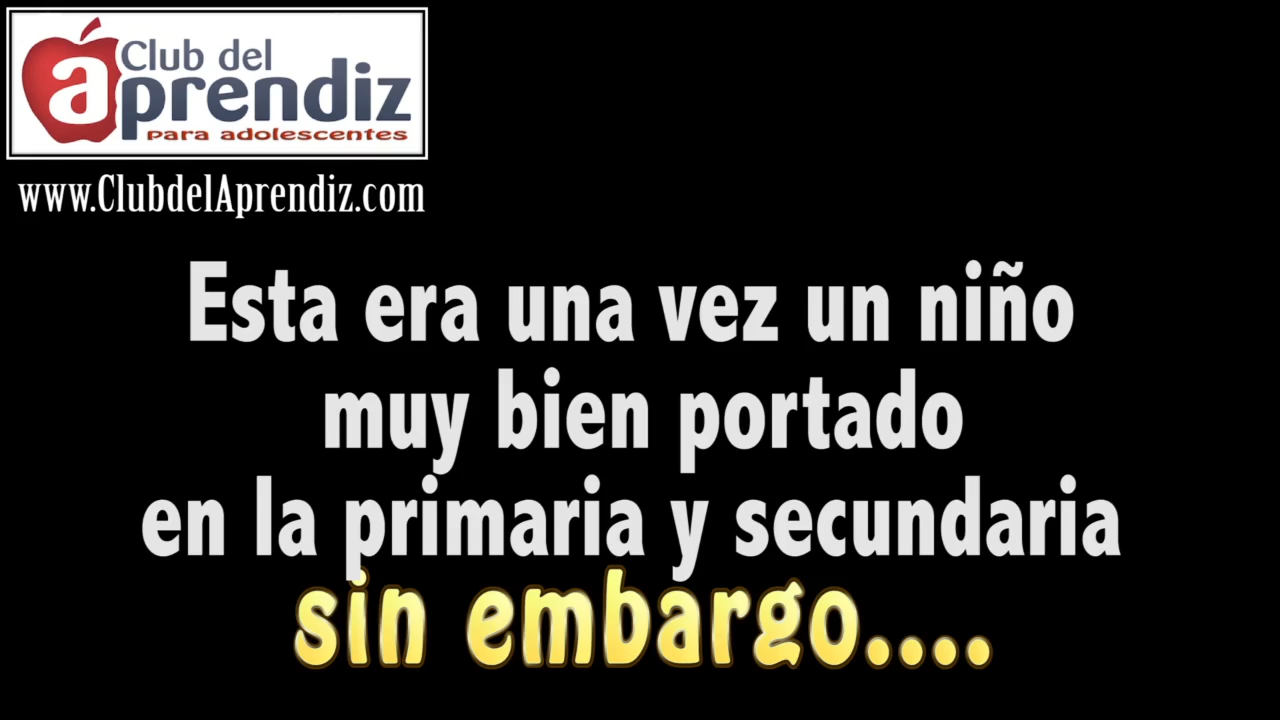 Club del
aprendiz
para adolescentes
www.ClubdelAprendiz.com
Esta era una vez un niño
muy bien portado
en la primaria y secundaria
sin embargo....